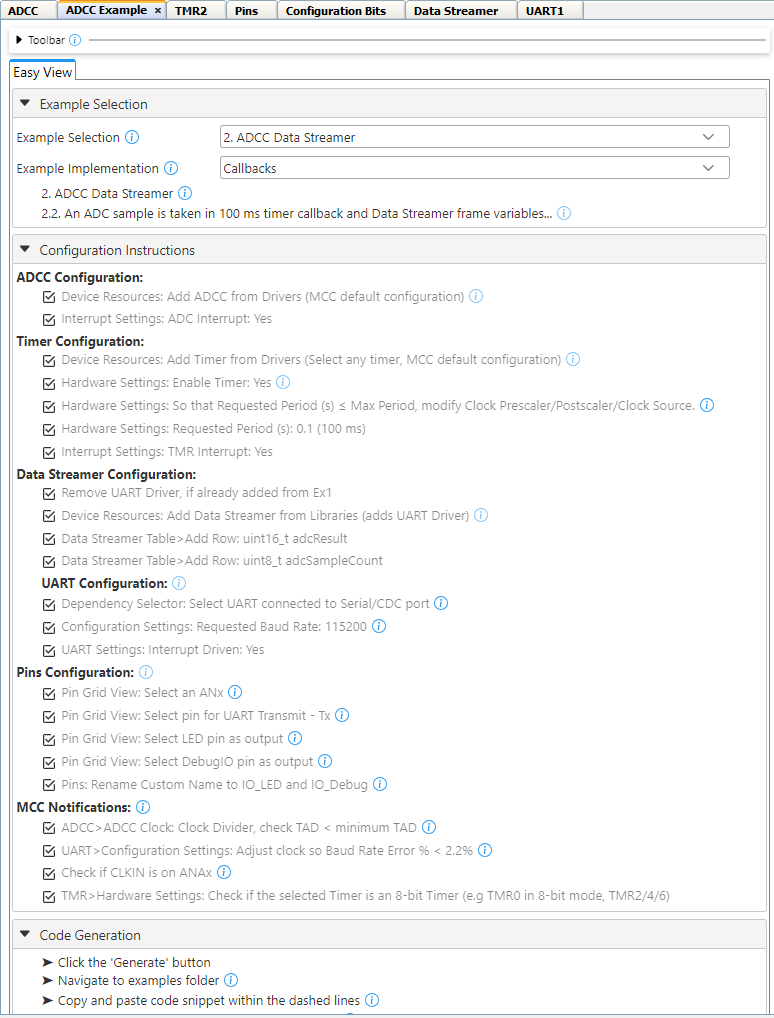 ADCC ADCC Example × TMR2 Pins Configuration Bits Data Streamer UART1
Toolbar
Easy View
Example Selection
Example Selection 2. ADCC Data Streamer
Example Implementation Callbacks
2. ADCC Data Streamer
2.2. An ADC sample is taken in 100 ms timer callback and Data Streamer frame variables...
Configuration Instructions
ADCC Configuration:
Device Resources: Add ADCC from Drivers (MCC default configuration)
Interrupt Settings: ADC Interrupt: Yes
Timer Configuration:
Device Resources: Add Timer from Drivers (Select any timer, MCC default configuration)
Hardware Settings: Enable Timer: Yes
Hardware Settings: So that Requested Period (s) ≤ Max Period, modify Clock Prescaler/Postscaler/Clock Source.
Hardware Settings: Requested Period (s): 0.1 (100 ms)
Interrupt Settings: TMR Interrupt: Yes
Data Streamer Configuration:
Remove UART Driver, if already added from Ex1
Device Resources: Add Data Streamer from Libraries (adds UART Driver)
Data Streamer Table>Add Row: uint16_t adcResult
Data Streamer Table>Add Row: uint8_t adcSampleCount
UART Configuration:
Dependency Selector: Select UART connected to Serial/CDC port
Configuration Settings: Requested Baud Rate: 115200
UART Settings: Interrupt Driven: Yes
Pins Configuration:
Pin Grid View: Select an ANx
Pin Grid View: Select pin for UART Transmit - Tx
Pin Grid View: Select LED pin as output
Pin Grid View: Select DebugIO pin as output
Pins: Rename Custom Name to IO_LED and IO_Debug
MCC Notifications:
ADCC>ADCC Clock: Clock Divider, check TAD < minimum TAD
UART>Configuration Settings: Adjust clock so Baud Rate Error % < 2.2%
Check if CLKIN is on ANAx
TMR>Hardware Settings: Check if the selected Timer is an 8-bit Timer (e.g TMR0 in 8-bit mode, TMR2/4/6)
Code Generation
➤ Click the 'Generate' button
➤ Navigate to examples folder
➤ Copy and paste code snippet within the dashed lines